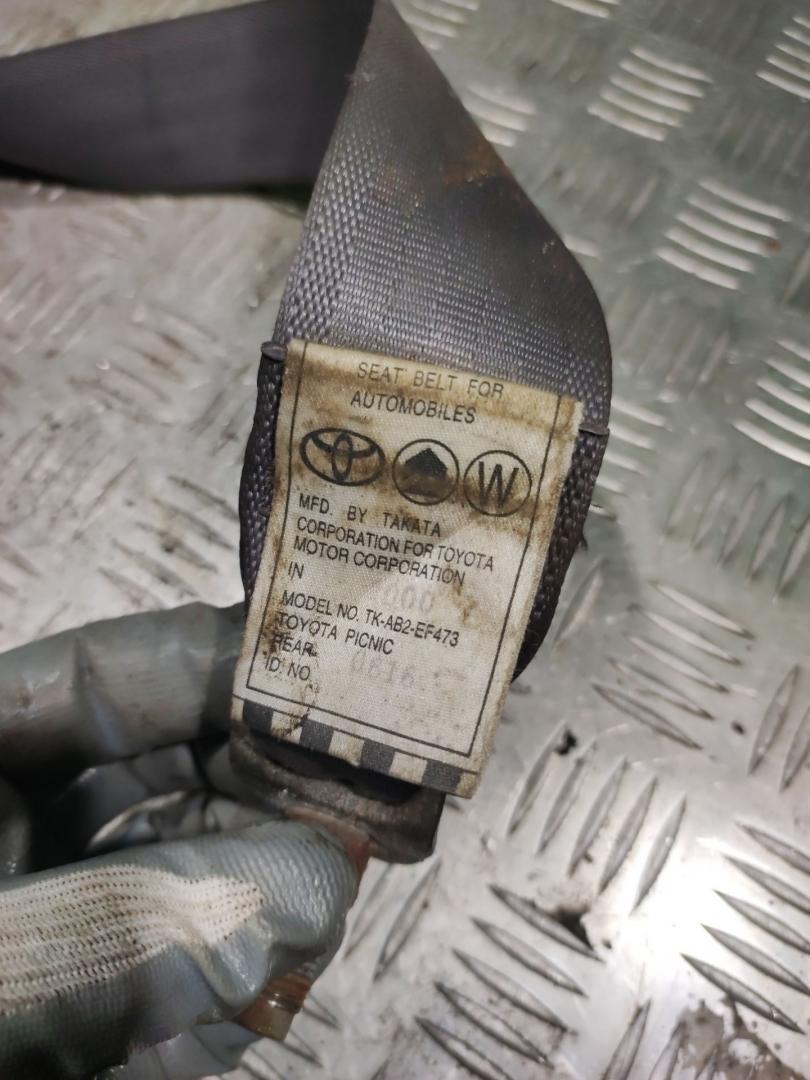 SEAT BELT FOR
AUTOMOBILES
W
MFD. BY TAKATA
CORPORATION FOR TOYOTA
MOTOR CORPORATION
IN
MODEL NO. TK-AB2-EF473
TOYOTA PICNIC
REAR
ID. NO.